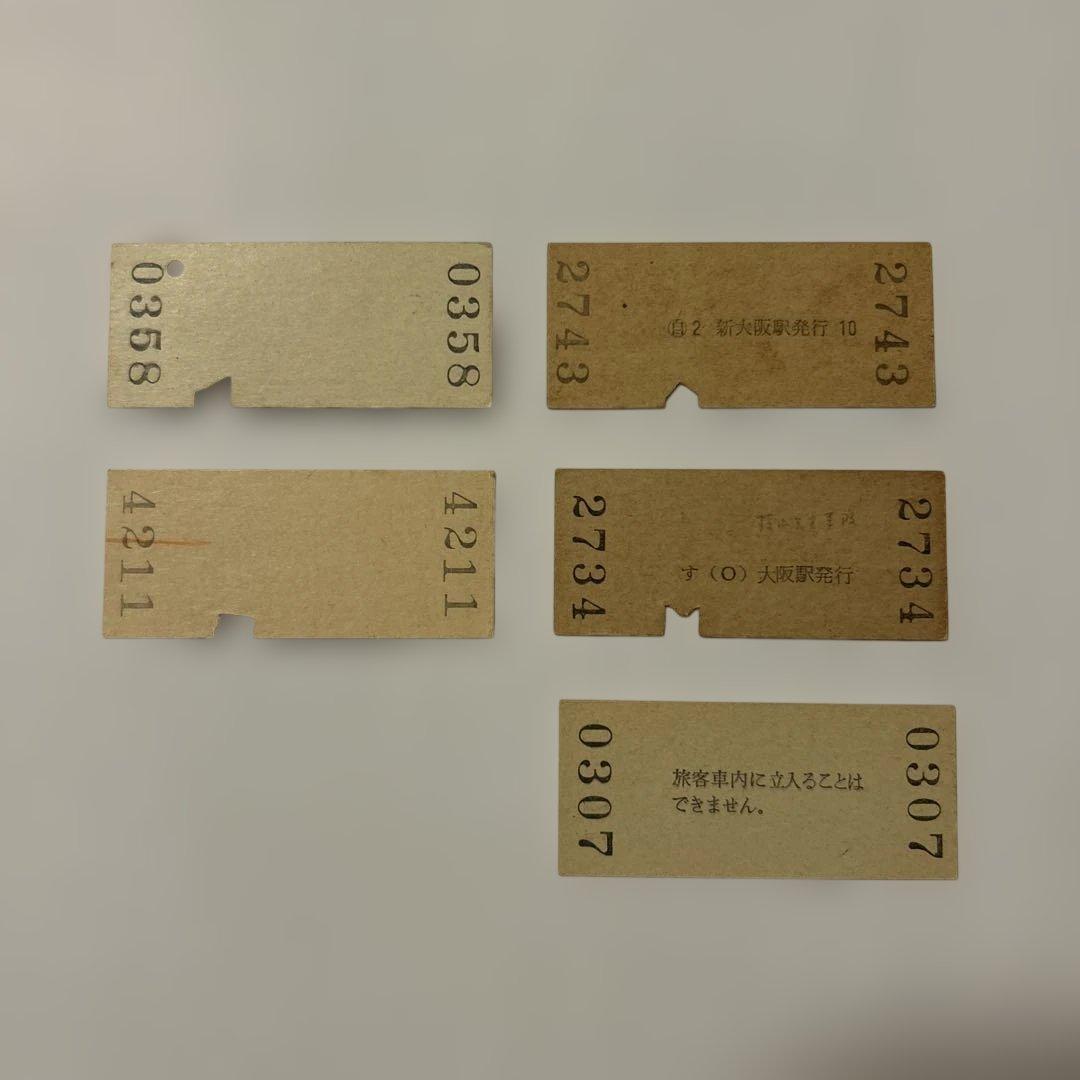 0358
0358
2743
㊂自2 新大阪駅発行 10
2743
4211
4211
2734
す（〇）大阪駅発行
2734
0307
旅客車内に立入ることは
できません。
0307